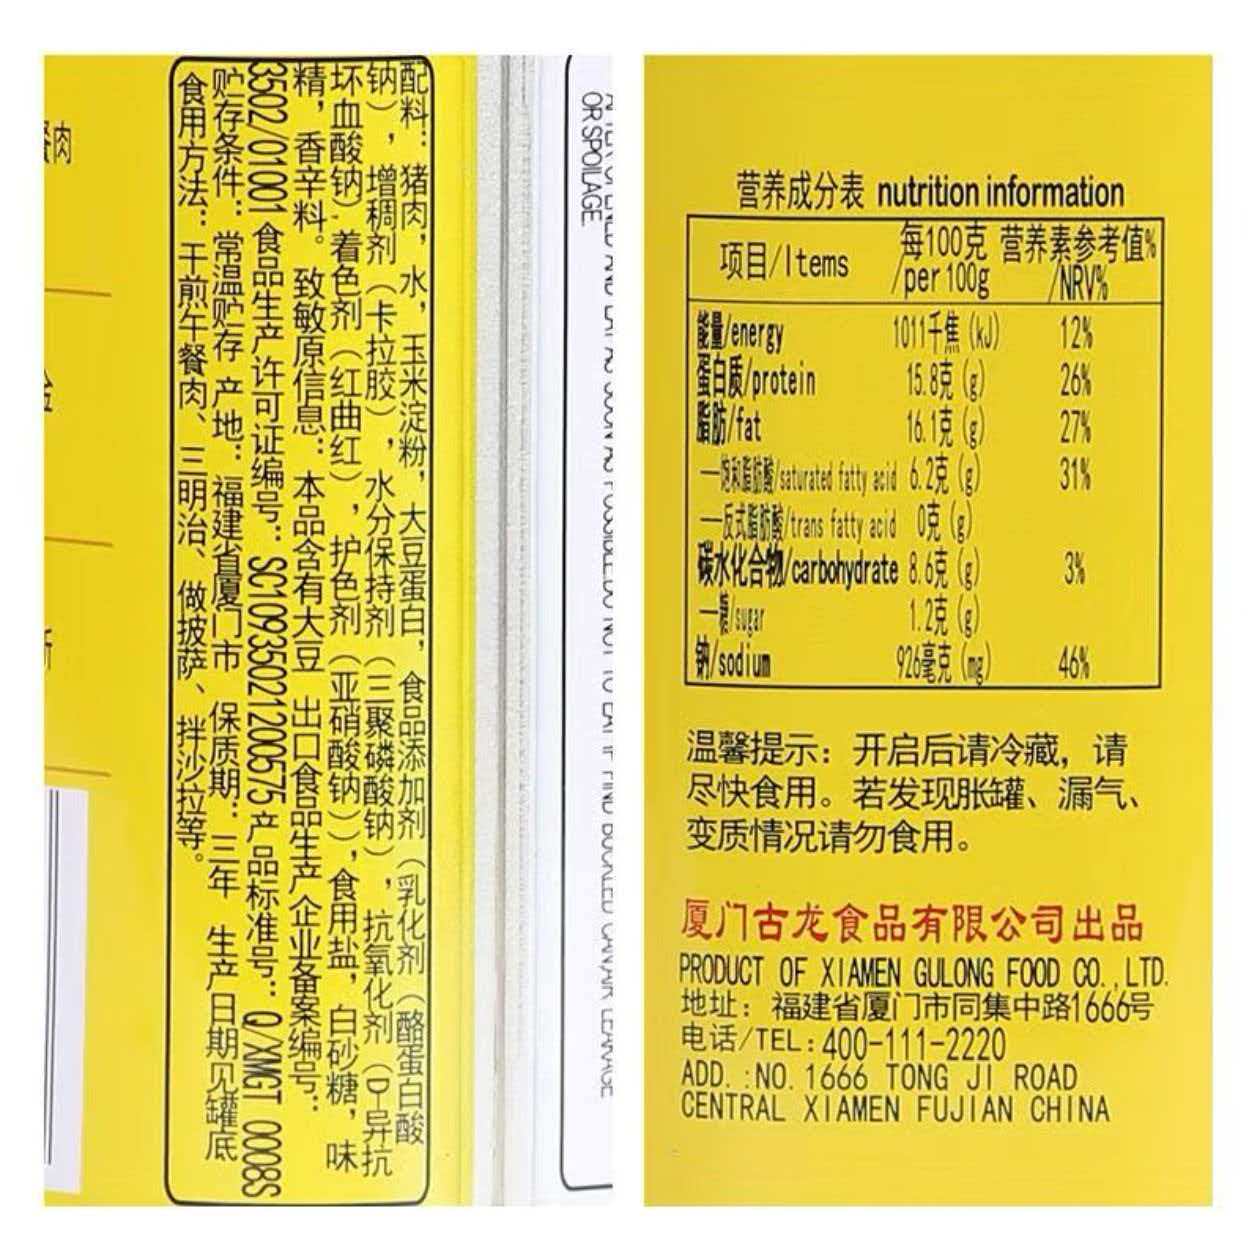 餐肉
配料：猪肉，水，玉米淀粉，大豆蛋白，食品添加剂（乳化剂（酪蛋白酸
钠），增稠剂（卡拉胶），水分保持剂（三聚磷酸钠），抗氧化剂（D-异抗
坏血酸钠）,着色剂（红曲红），护色剂（亚硝酸钠））,食用盐，白砂糖，味
精，香辛料。 致敏原信息：本品含有大豆 出口食品生产企业备案编号：
3502/01001 食品生产许可证编号：SC10935021200575产品标准号：Q/XMGT 0008S
贮存条件：常温贮存 产地：福建省厦门市 保质期：三年 生产日期见罐底
食用方法：干煎午餐肉、三明治、做披萨、拌沙拉等。
OR SPOILAGE.
营养成分表 nutrition information
项目/Items 每100克/per 100g 营养素参考值%/NRV%
能量/energy 1011千焦 (kJ) 12%
蛋白质/protein 15.8克 (g) 26%
脂肪/fat 16.1克 (g) 27%
—饱和脂肪酸/saturated fatty acid 6.2克 (g) 31%
—反式脂肪酸/trans fatty acid 0克 (g)
碳水化合物/carbohydrate 8.6克 (g) 3%
—糖/sugar 1.2克 (g)
钠/sodium 926毫克 (mg) 46%
温馨提示：开启后请冷藏，请
尽快食用。若发现胀罐、漏气、
变质情况请勿食用。
厦门古龙食品有限公司出品
PRODUCT OF XIAMEN GULONG FOOD CO.,LTD.
地址：福建省厦门市同集中路1666号
电话/TEL:400-111-2220
ADD.:NO.1666 TONG JI ROAD
CENTRAL XIAMEN FUJIAN CHINA